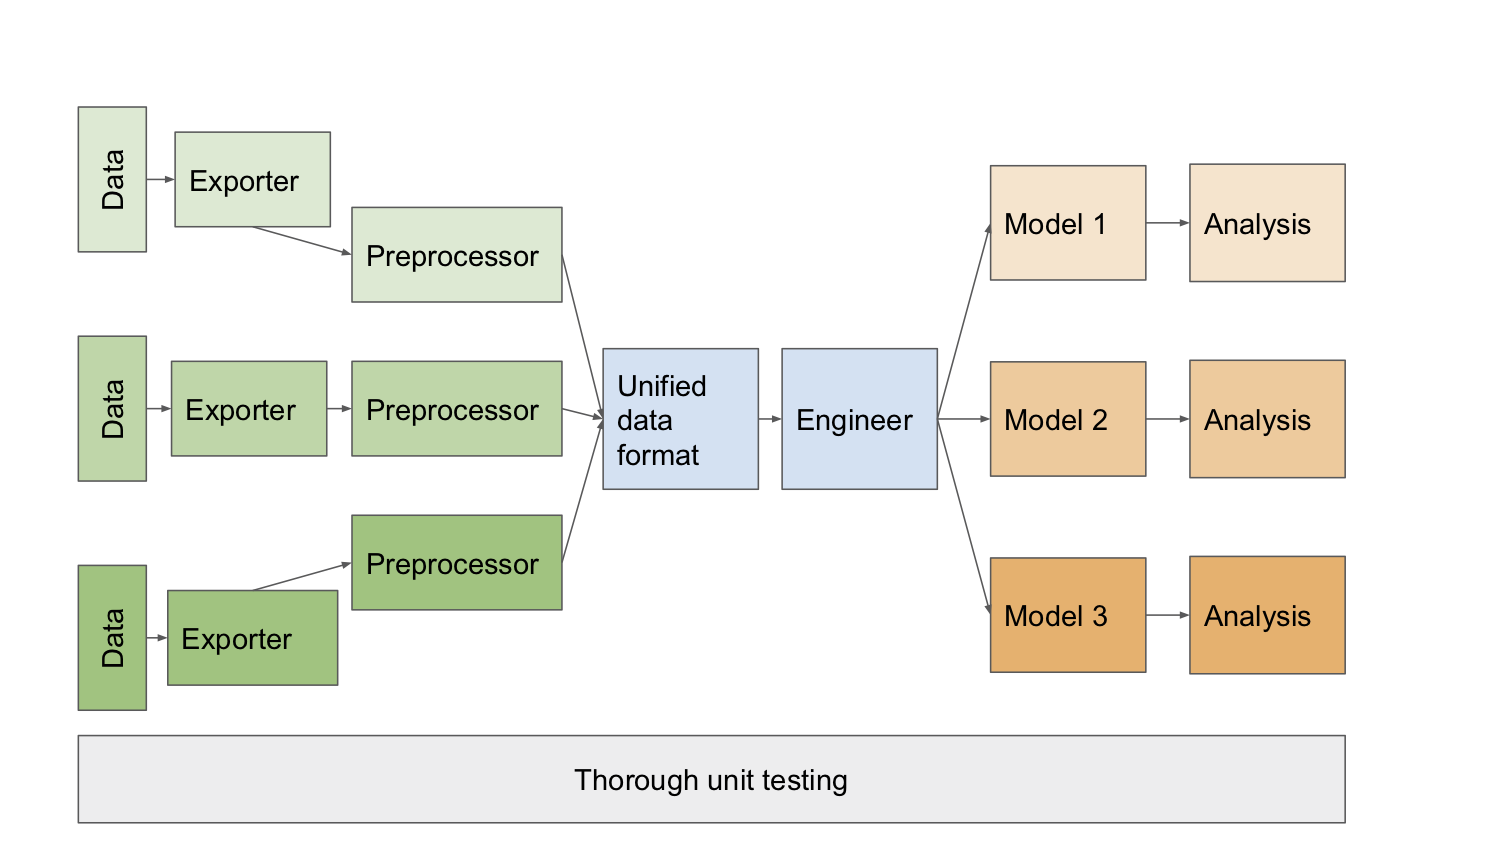 Data
Exporter
Preprocessor
Data
Exporter
Preprocessor
Data
Exporter
Preprocessor
Unified
data
format
Engineer
Model 1
Analysis
Model 2
Analysis
Model 3
Analysis
Thorough unit testing